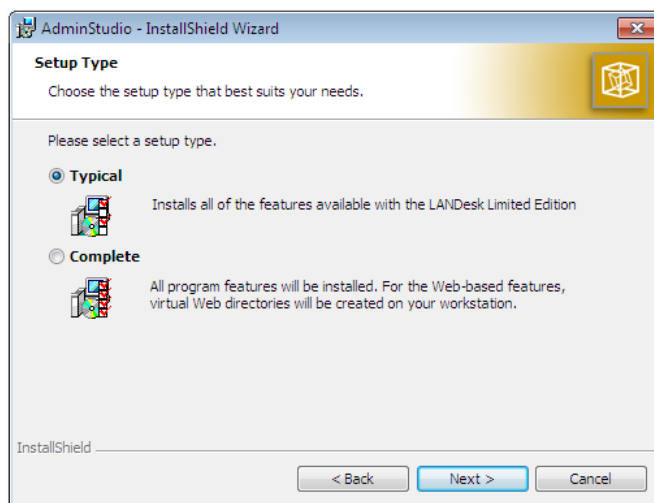 AdminStudio - InstallShield Wizard
Setup Type
Choose the setup type that best suits your needs.
Please select a setup type.
Typical
Installs all of the features available with the LANDesk Limited Edition
Complete
All program features will be installed. For the Web-based features,
virtual Web directories will be created on your workstation.
InstallShield
< Back
Next >
Cancel